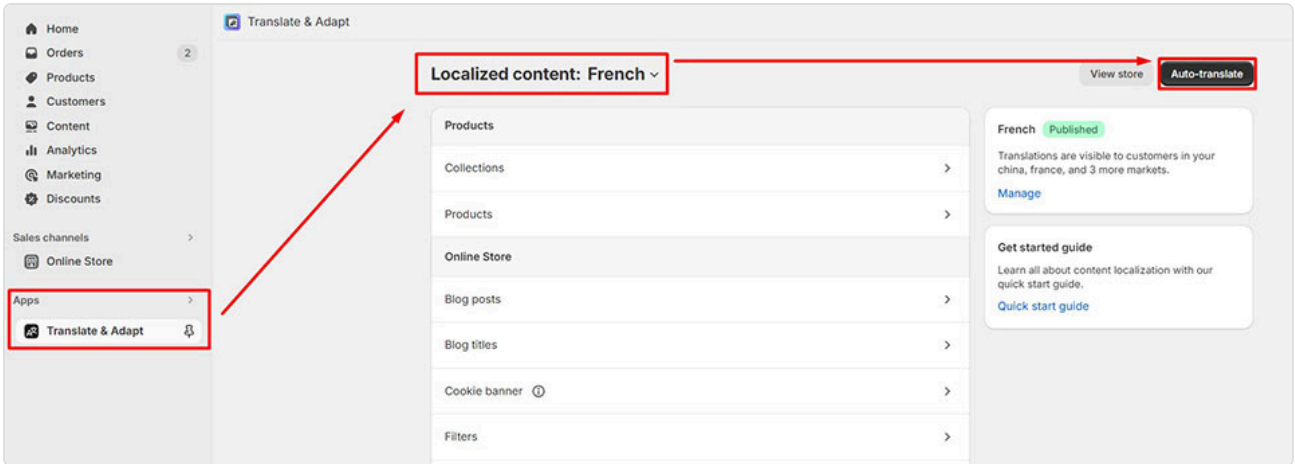 Home
Orders 2
Products
Customers
Content
Analytics
Marketing
Discounts
Sales channels
Online Store
Apps
Translate & Adapt
Translate & Adapt
Localized content: French
View store
Auto-translate
Products
Collections
Products
Online Store
Blog posts
Blog titles
Cookie banner
Filters
French Published
Translations are visible to customers in your
china, france, and 3 more markets.
Manage
Get started guide
Learn all about content localization with our
quick start guide.
Quick start guide